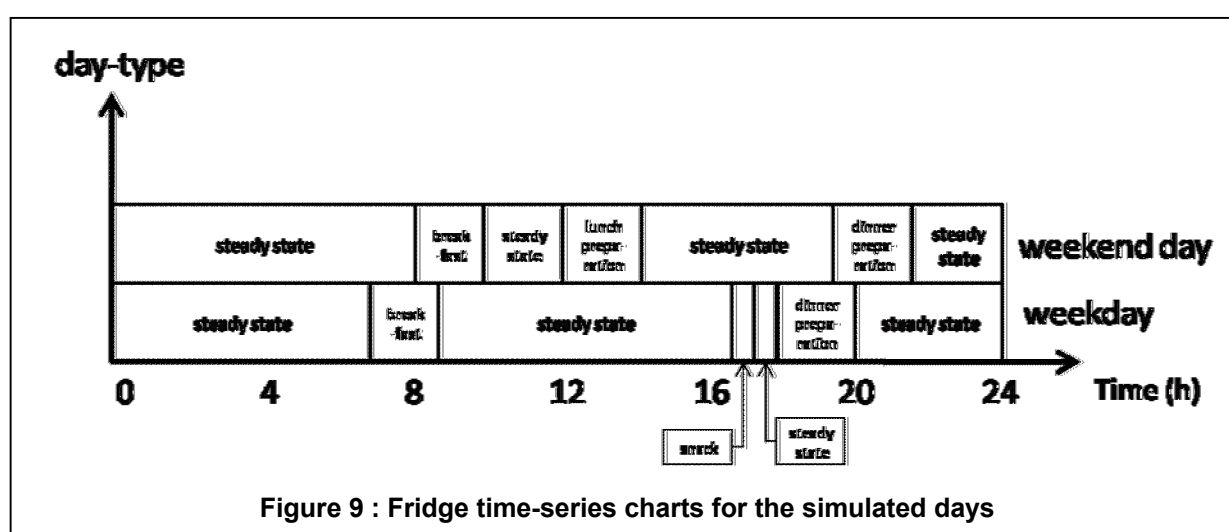 day-type
steady state
break
-fast
steady
state
lunch
prepar-
ation
steady state
dinner
prepar-
ation
steady
state
weekend day
steady state
break
-fast
steady state
dinner
prepar-
ation
steady state
weekday
0 4 8 12 16 20 24 Time (h)
snack
steady
state
Figure 9 : Fridge time-series charts for the simulated days